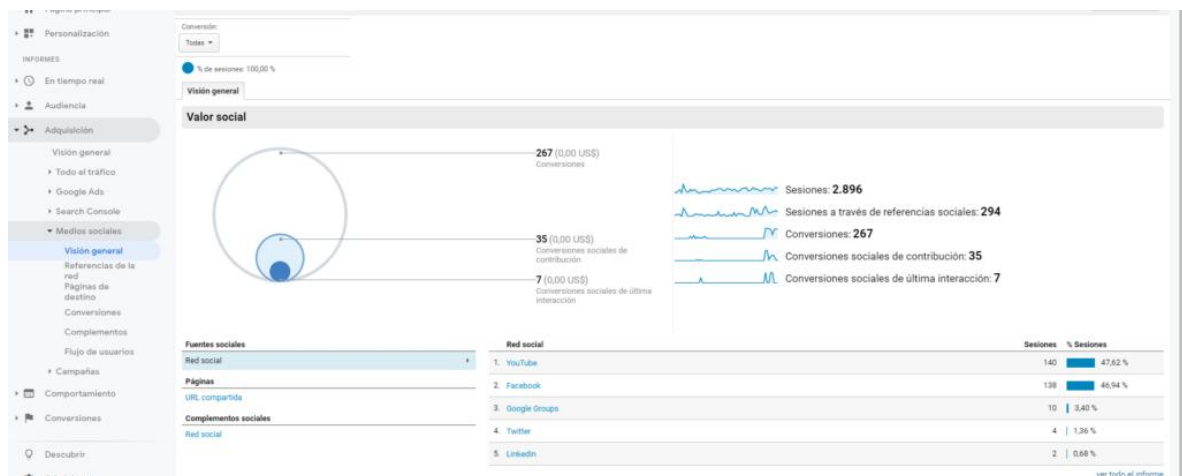 Página principal
Personalización
INFORMES
En tiempo real
Audiencia
Adquisición
Visión general
Todo el tráfico
Google Ads
Search Console
Medios sociales
Visión general
Referencias de la
red
Páginas de
destino
Conversiones
Complementos
Flujo de usuarios
Campañas
Comportamiento
Conversiones
Descubrir
Conversión:
Todas
% de sesiones: 100,00 %
Visión general
Valor social
267 (0,00 US$)
Conversiones
35 (0,00 US$)
Conversiones sociales de
contribución
7 (0,00 US$)
Conversiones sociales de última
interacción
Sesiones: 2.896
Sesiones a través de referencias sociales: 294
Conversiones: 267
Conversiones sociales de contribución: 35
Conversiones sociales de última interacción: 7
Fuentes sociales
Red social
Páginas
URL compartida
Complementos sociales
Red social
Red social Sesiones % Sesiones
1. YouTube 140 47,62 %
2. Facebook 138 46,94 %
3. Google Groups 10 3,40 %
4. Twitter 4 1,36 %
5. LinkedIn 2 0,68 %
ver todo el informe